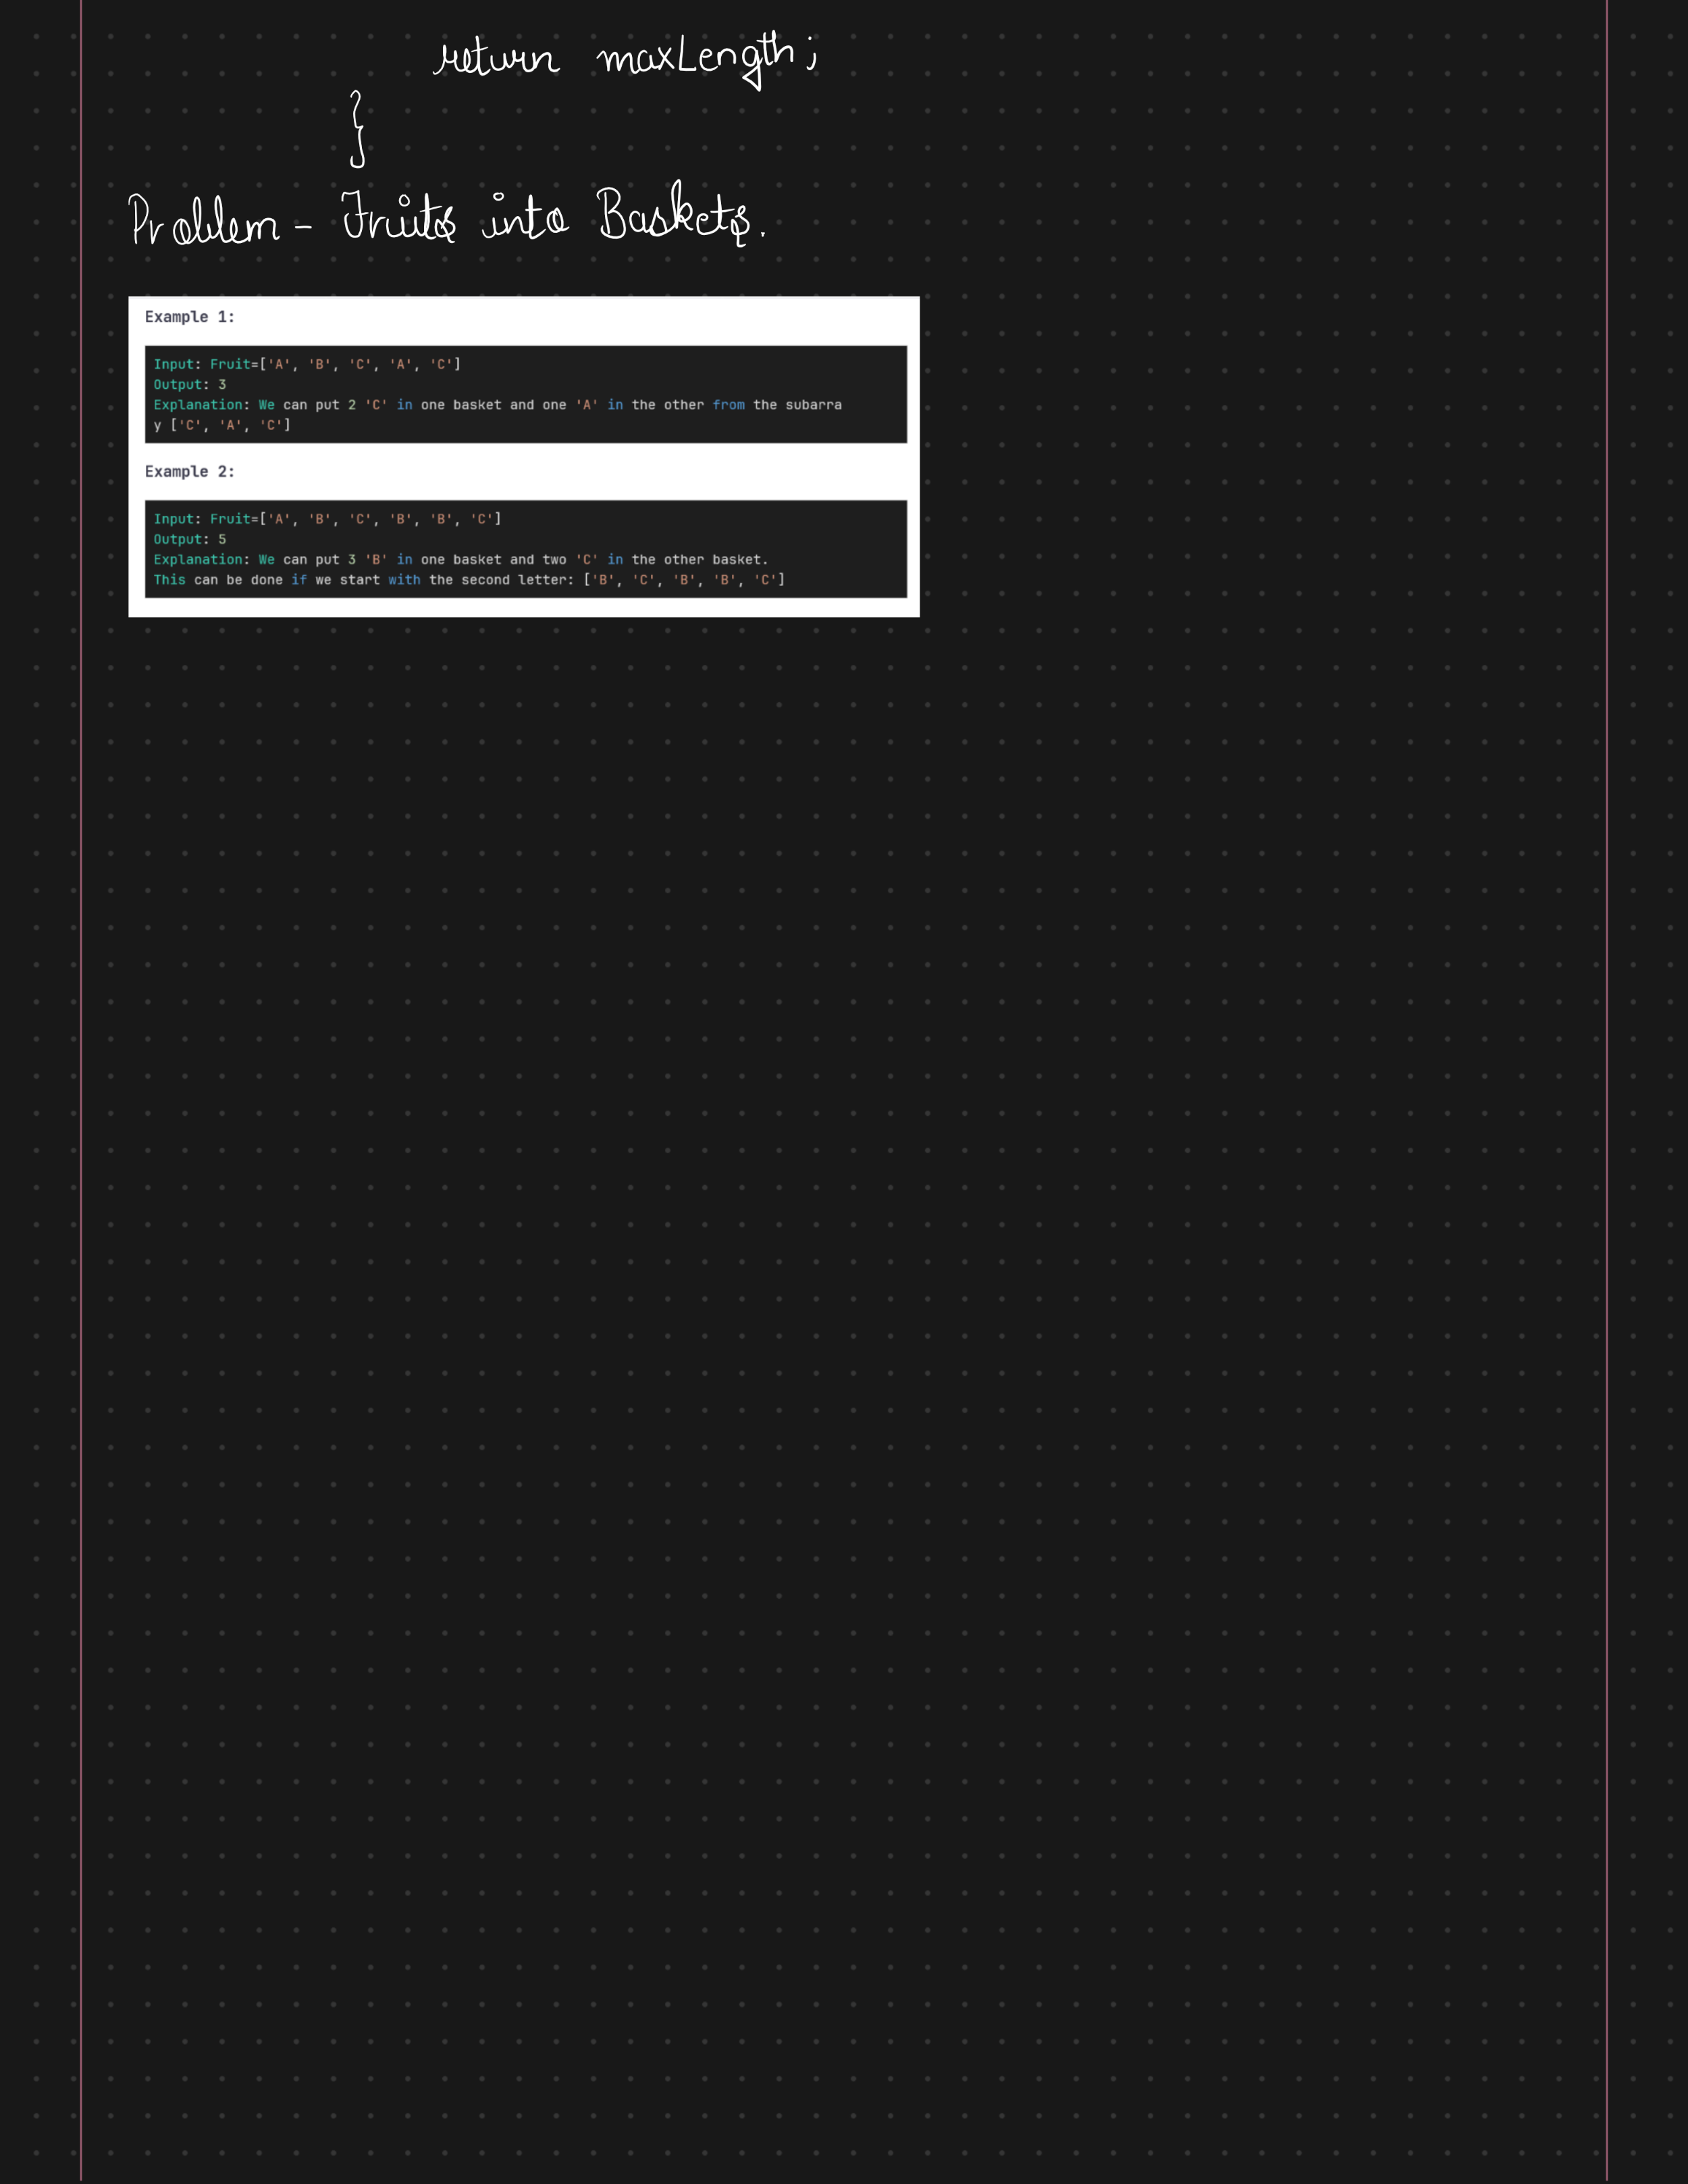 return maxLength;
}
Problem - Fruits into Baskets.
Example 1:
Input: Fruit=['A', 'B', 'C', 'A', 'C']
Output: 3
Explanation: We can put 2 'C' in one basket and one 'A' in the other from the subarra
y ['C', 'A', 'C']
Example 2:
Input: Fruit=['A', 'B', 'C', 'B', 'B', 'C']
Output: 5
Explanation: We can put 3 'B' in one basket and two 'C' in the other basket.
This can be done if we start with the second letter: ['B', 'C', 'B', 'B', 'C']